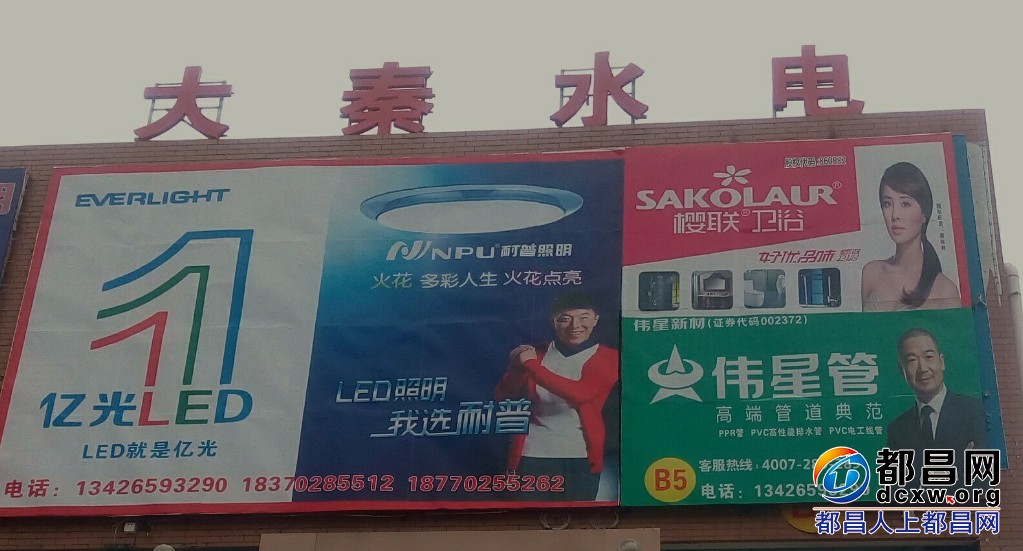 大秦水电
EVERLIGHT
亿光LED
LED就是亿光
NPU® 耐普照明
火花 多彩人生 火花点亮
LED照明
我选耐普
电话：13426593290 18370285512 18770255262
SAKOLAUR®
樱联®卫浴
伟星新材(证券代码002372)
伟星管
高端管道典范
PPR管 PVC高性能排水管 PVC电工线管
B5
客服热线：4007-28
电话：134265
都昌网
dcxw.org
都昌人上都昌网